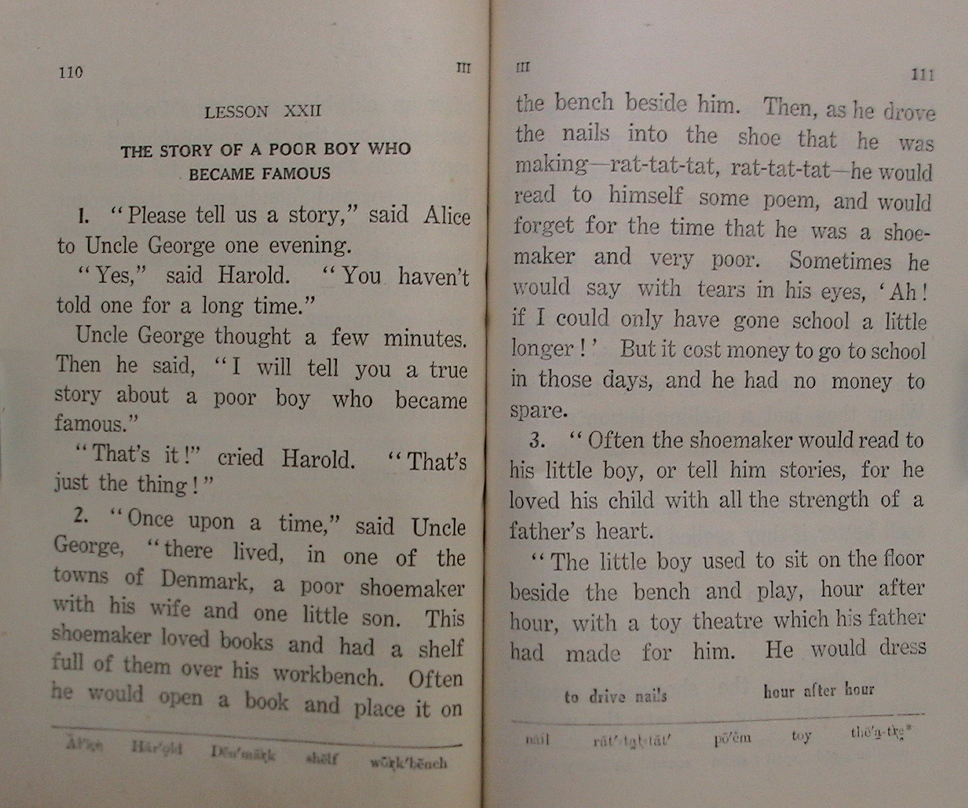 110 III
LESSON XXII
THE STORY OF A POOR BOY WHO
BECAME FAMOUS
1. “Please tell us a story,” said Alice
to Uncle George one evening.
“Yes,” said Harold. “You haven't
told one for a long time.”
Uncle George thought a few minutes.
Then he said, “I will tell you a true
story about a poor boy who became
famous.”
“That's it!” cried Harold. “That's
just the thing!”
2. “Once upon a time,” said Uncle
George, “there lived, in one of the
towns of Denmark, a poor shoemaker
with his wife and one little son. This
shoemaker loved books and had a shelf
full of them over his workbench. Often
he would open a book and place it on
shĕlf
III 111
the bench beside him. Then, as he drove
the nails into the shoe that he was
making—rat-tat-tat, rat-tat-tat—he would
read to himself some poem, and would
forget for the time that he was a shoe-
maker and very poor. Sometimes he
would say with tears in his eyes, ‘Ah!
if I could only have gone school a little
longer!’ But it cost money to go to school
in those days, and he had no money to
spare.
3. “Often the shoemaker would read to
his little boy, or tell him stories, for he
loved his child with all the strength of a
father's heart.
“The little boy used to sit on the floor
beside the bench and play, hour after
hour, with a toy theatre which his father
had made for him. He would dress
to drive nails hour after hour
nail pō'ĕm toy